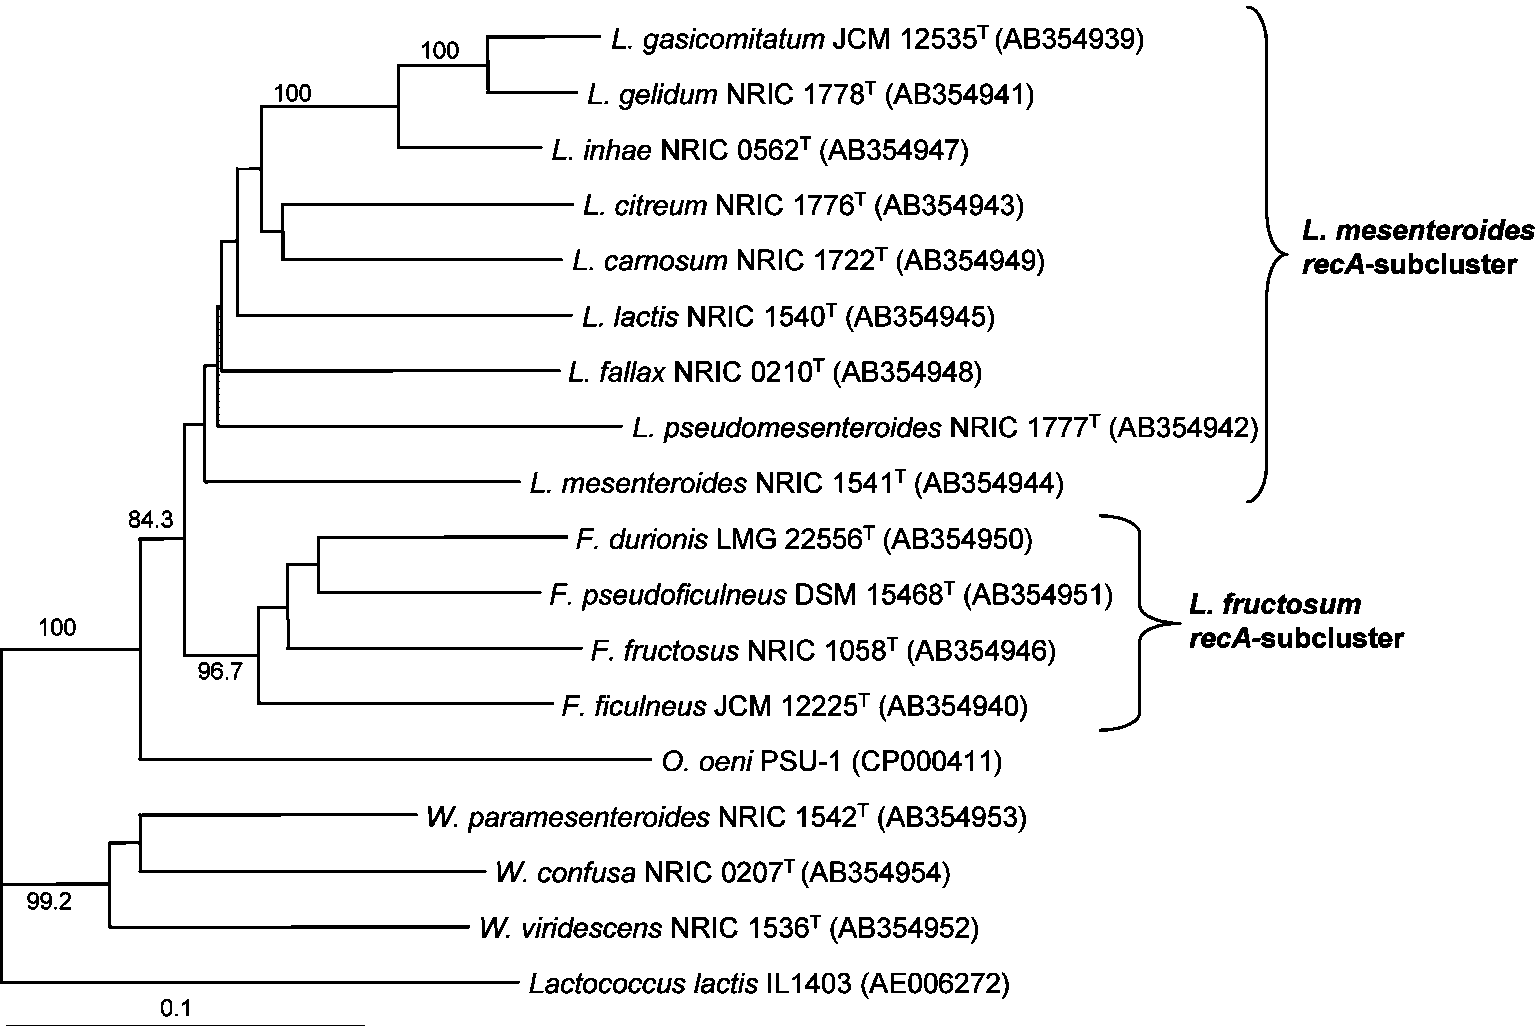 100
L. gasicomitatum JCM 12535ᵀ (AB354939)
100
L. gelidum NRIC 1778ᵀ (AB354941)
L. inhae NRIC 0562ᵀ (AB354947)
L. citreum NRIC 1776ᵀ (AB354943)
L. carnosum NRIC 1722ᵀ (AB354949)
L. mesenteroides
recA-subcluster
L. lactis NRIC 1540ᵀ (AB354945)
L. fallax NRIC 0210ᵀ (AB354948)
L. pseudomesenteroides NRIC 1777ᵀ (AB354942)
L. mesenteroides NRIC 1541ᵀ (AB354944)
84.3
F. durionis LMG 22556ᵀ (AB354950)
F. pseudoficulneus DSM 15468ᵀ (AB354951)
L. fructosum
recA-subcluster
100
F. fructosus NRIC 1058ᵀ (AB354946)
96.7
F. ficulneus JCM 12225ᵀ (AB354940)
O. oeni PSU-1 (CP000411)
W. paramesenteroides NRIC 1542ᵀ (AB354953)
W. confusa NRIC 0207ᵀ (AB354954)
99.2
W. viridescens NRIC 1536ᵀ (AB354952)
Lactococcus lactis IL1403 (AE006272)
0.1